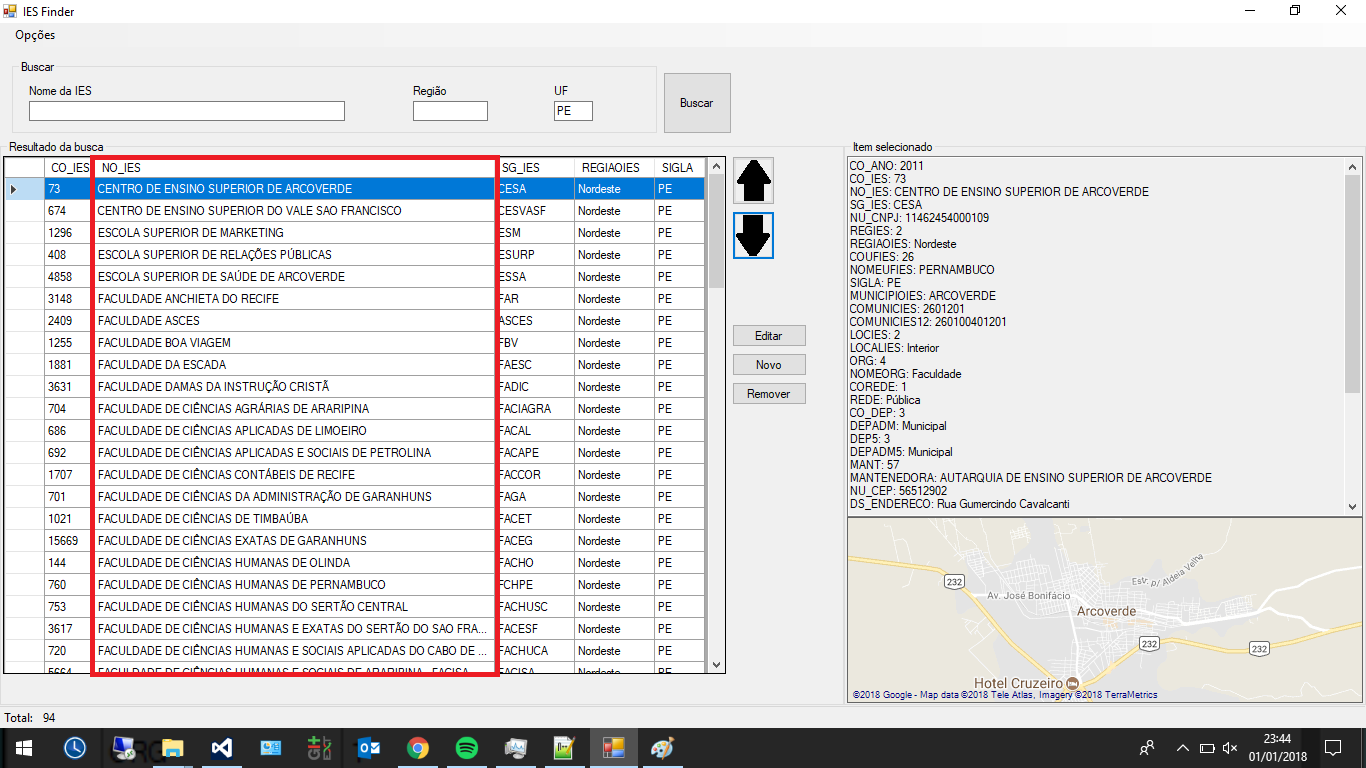 IES Finder
Opções
Buscar
Nome da IES Região UF
PE
Buscar
Resultado da busca
CO_IES NO_IES SG_IES REGIAOIES SIGLA
73 CENTRO DE ENSINO SUPERIOR DE ARCOVERDE CESA Nordeste PE
674 CENTRO DE ENSINO SUPERIOR DO VALE SAO FRANCISCO CESVASF Nordeste PE
1296 ESCOLA SUPERIOR DE MARKETING ESM Nordeste PE
408 ESCOLA SUPERIOR DE RELAÇÕES PÚBLICAS ESURP Nordeste PE
4858 ESCOLA SUPERIOR DE SAÚDE DE ARCOVERDE ESSA Nordeste PE
3148 FACULDADE ANCHIETA DO RECIFE FAR Nordeste PE
2409 FACULDADE ASCES ASCES Nordeste PE
1255 FACULDADE BOA VIAGEM FBV Nordeste PE
1881 FACULDADE DA ESCADA FAESC Nordeste PE
3631 FACULDADE DAMAS DA INSTRUÇÃO CRISTÃ FADIC Nordeste PE
704 FACULDADE DE CIÊNCIAS AGRÁRIAS DE ARARIPINA FACIAGRA Nordeste PE
686 FACULDADE DE CIÊNCIAS APLICADAS DE LIMOEIRO FACAL Nordeste PE
692 FACULDADE DE CIÊNCIAS APLICADAS E SOCIAIS DE PETROLINA FACAPE Nordeste PE
1707 FACULDADE DE CIÊNCIAS CONTÁBEIS DE RECIFE FACCOR Nordeste PE
701 FACULDADE DE CIÊNCIAS DA ADMINISTRAÇÃO DE GARANHUNS FAGA Nordeste PE
1021 FACULDADE DE CIÊNCIAS DE TIMBAÚBA FACET Nordeste PE
15669 FACULDADE DE CIÊNCIAS EXATAS DE GARANHUNS FACEG Nordeste PE
144 FACULDADE DE CIÊNCIAS HUMANAS DE OLINDA FACHO Nordeste PE
760 FACULDADE DE CIÊNCIAS HUMANAS DE PERNAMBUCO FCHPE Nordeste PE
753 FACULDADE DE CIÊNCIAS HUMANAS DO SERTÃO CENTRAL FACHUSC Nordeste PE
3617 FACULDADE DE CIÊNCIAS HUMANAS E EXATAS DO SERTÃO DO SAO FRA... FACESF Nordeste PE
720 FACULDADE DE CIÊNCIAS HUMANAS E SOCIAIS APLICADAS DO CABO DE ... FACHUCA Nordeste PE
5664 FACULDADE DE CIÊNCIAS HUMANAS E SOCIAIS DE ARARIPINA - FACISA FACISA Nordeste PE
Editar
Novo
Remover
Item selecionado
CO_ANO: 2011
CO_IES: 73
NO_IES: CENTRO DE ENSINO SUPERIOR DE ARCOVERDE
SG_IES: CESA
NU_CNPJ: 11462454000109
REGIES: 2
REGIAOIES: Nordeste
COUFIES: 26
NOMEUFIES: PERNAMBUCO
SIGLA: PE
MUNICIPIOIES: ARCOVERDE
COMUNICIES: 2601201
COMUNICIES12: 260100401201
LOCIES: 2
LOCALIES: Interior
ORG: 4
NOMEORG: Faculdade
COREDE: 1
REDE: Pública
CO_DEP: 3
DEPADM: Municipal
DEP5: 3
DEPADM5: Municipal
MANT: 57
MANTENEDORA: AUTARQUIA DE ENSINO SUPERIOR DE ARCOVERDE
NU_CEP: 56512902
DS_ENDERECO: Rua Gumercindo Cavalcanti
232
Estr. p/ Aldeia Velha
Av. José Bonifácio
Arcoverde
232
232
Hotel Cruzeiro
©2018 Google - Map data ©2018 Tele Atlas, Imagery ©2018 TerraMetrics
Total: 94
23:44
01/01/2018